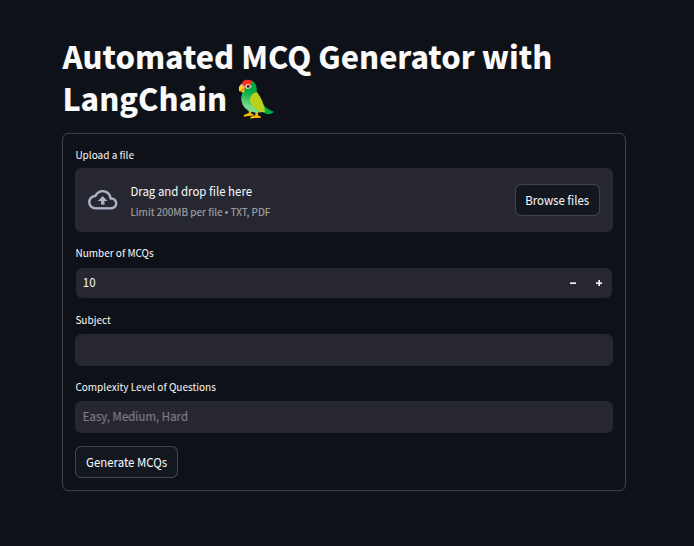 Automated MCQ Generator with
LangChain 🦜
Upload a file
Drag and drop file here
Limit 200MB per file • TXT, PDF
Browse files
Number of MCQs
10
Subject
Complexity Level of Questions
Easy, Medium, Hard
Generate MCQs